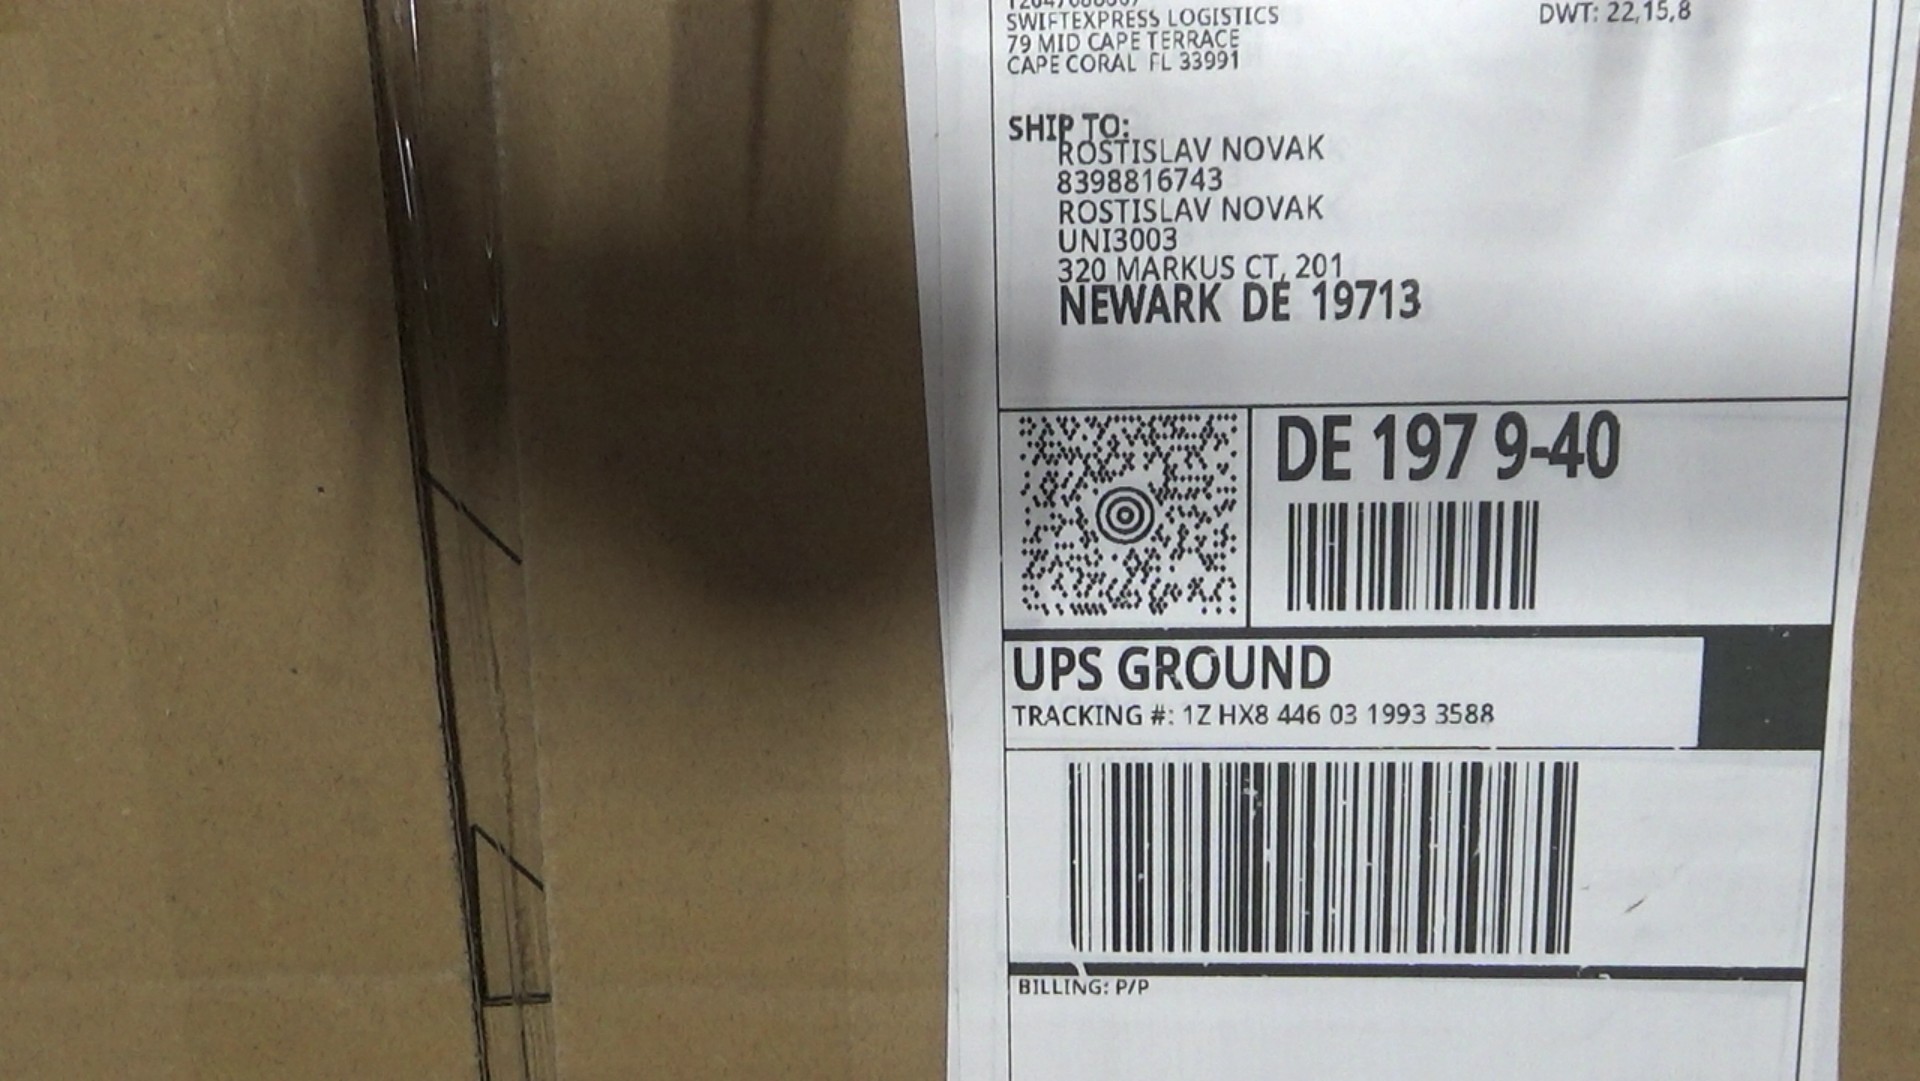 SWIFTEXPRESS LOGISTICS
79 MID CAPE TERRACE
CAPE CORAL FL 33991
DWT: 22,15,8
SHIP TO:
ROSTISLAV NOVAK
8398816743
ROSTISLAV NOVAK
UNI3003
320 MARKUS CT, 201
NEWARK DE 19713
DE 197 9-40
UPS GROUND
TRACKING #: 1Z HX8 446 03 1993 3588
BILLING: P/P